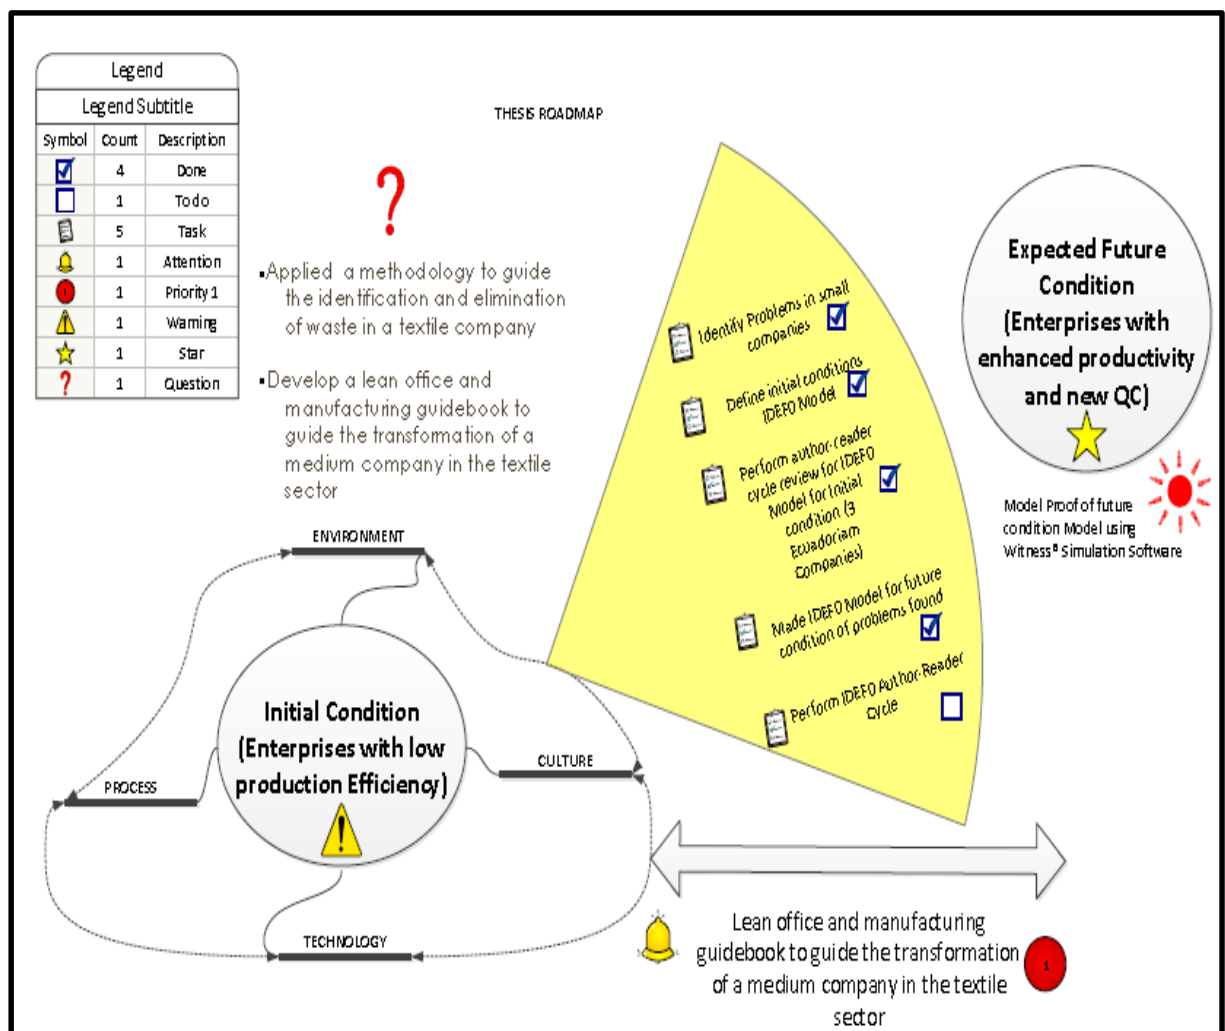 Legend
Legend Subtitle
Symbol Count Description
4 Done
1 Todo
5 Task
1 Attention
1 Priority 1
1 Warning
1 Star
1 Question
THESIS ROADMAP
?
▪Applied a methodology to guide
the identification and elimination
of waste in a textile company
▪Develop a lean office and
manufacturing guidebook to
guide the transformation of a
medium company in the textile
sector
Identify Problems in small
companies
Define initial conditions
IDEF0 Model
Perform author-reader
cycle review for IDEF0
Model for Initial
condition (3
Ecuadoriam
Companies)
Made IDEF0 Model for future
condition of problems found
Perform IDEF0 Author-Reader
Cycle
Expected Future
Condition
(Enterprises with
enhanced productivity
and new QC)
Model Proof of future
condition Model using
Witness® Simulation Software
ENVIRONMENT
Initial Condition
(Enterprises with low
production Efficiency)
PROCESS
CULTURE
TECHNOLOGY
Lean office and manufacturing
guidebook to guide the transformation
of a medium company in the textile
sector
1